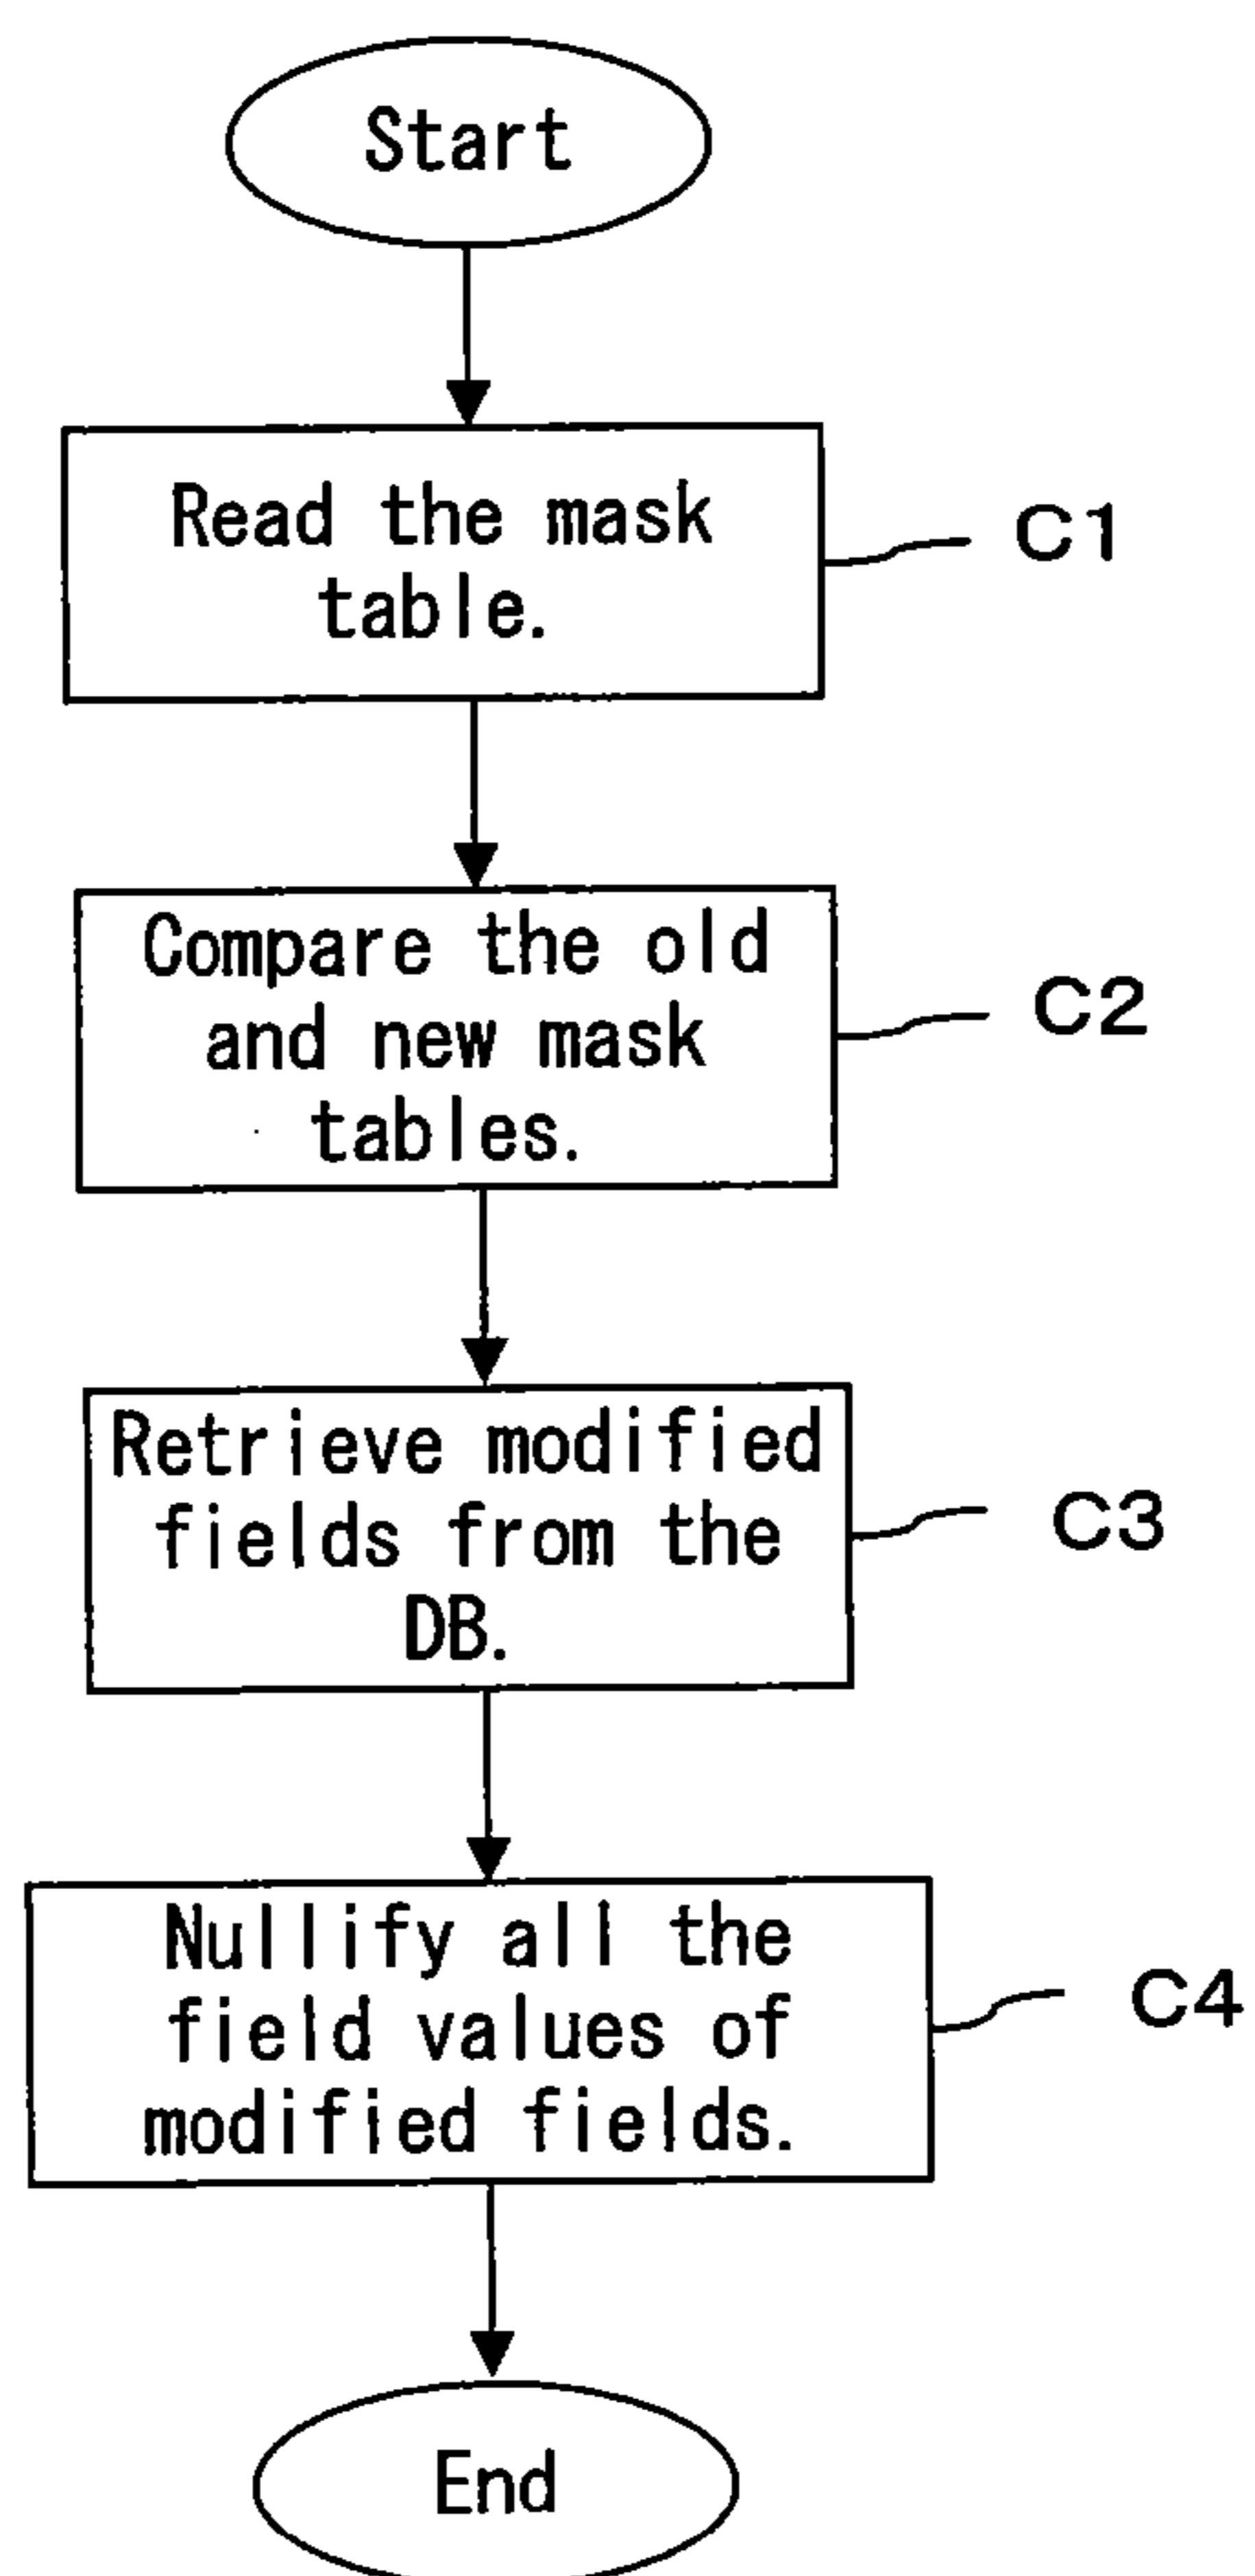 Start
Read the mask
table.
C1
Compare the old
and new mask
tables.
C2
Retrieve modified
fields from the
DB.
C3
Nullify all the
field values of
modified fields.
C4
End